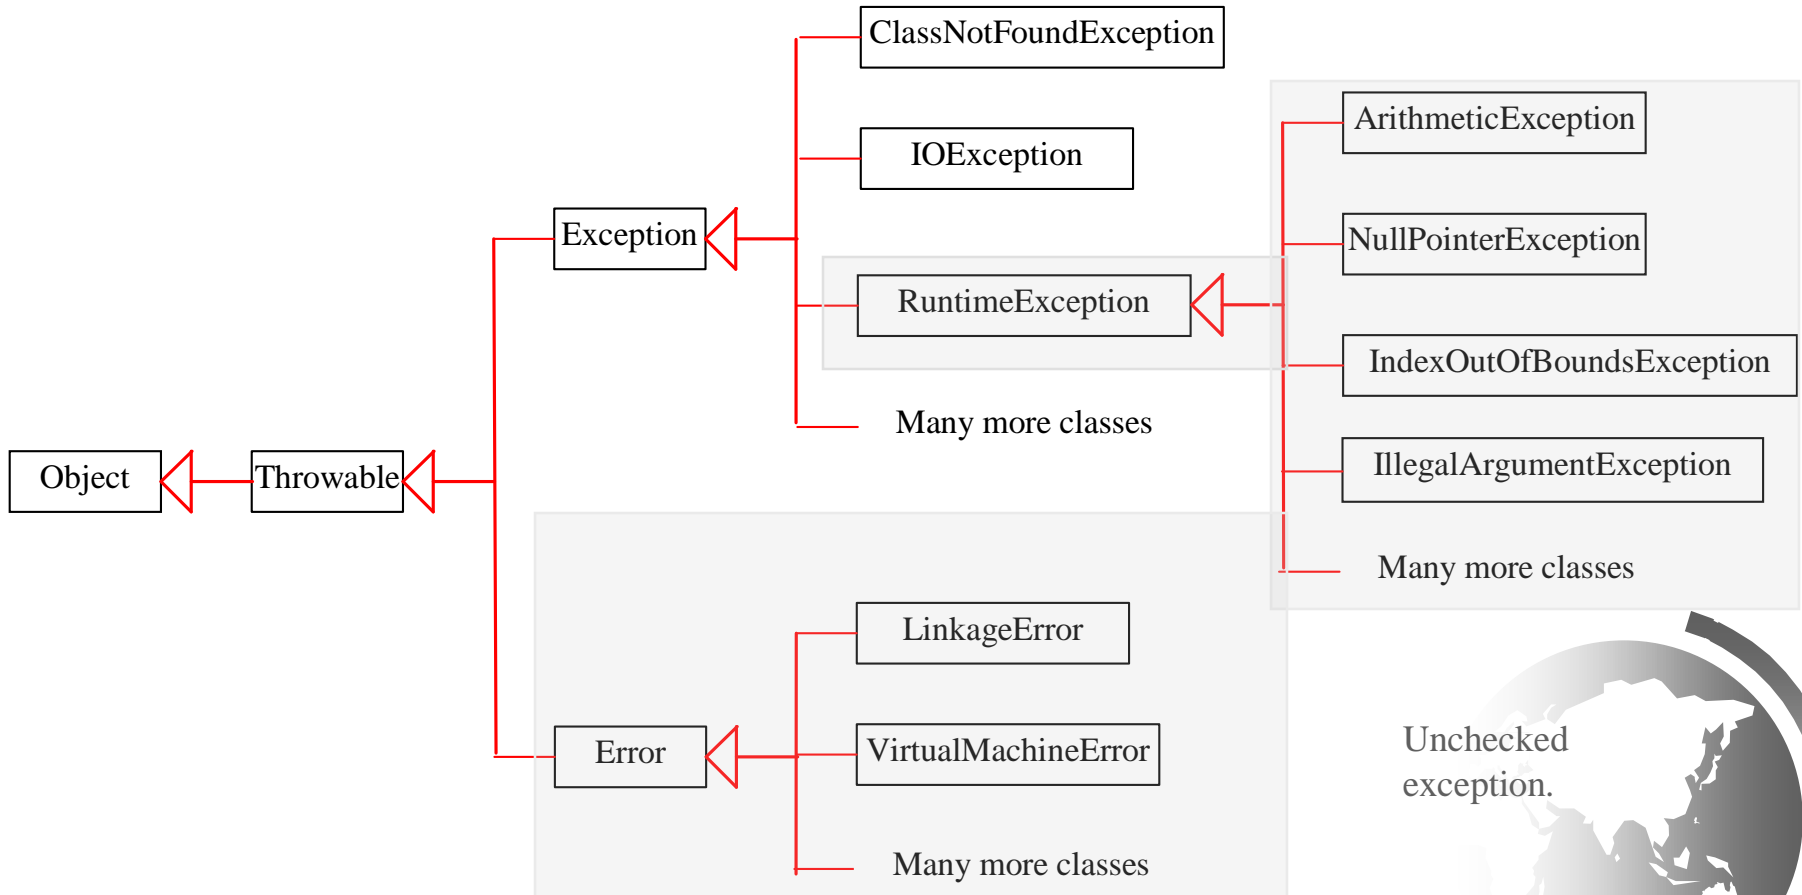 ClassNotFoundException
ArithmeticException
IOException
NullPointerException
Exception
RuntimeException
IndexOutOfBoundsException
Many more classes
Object
Throwable
IllegalArgumentException
Many more classes
LinkageError
Error
VirtualMachineError
Unchecked
exception.
Many more classes